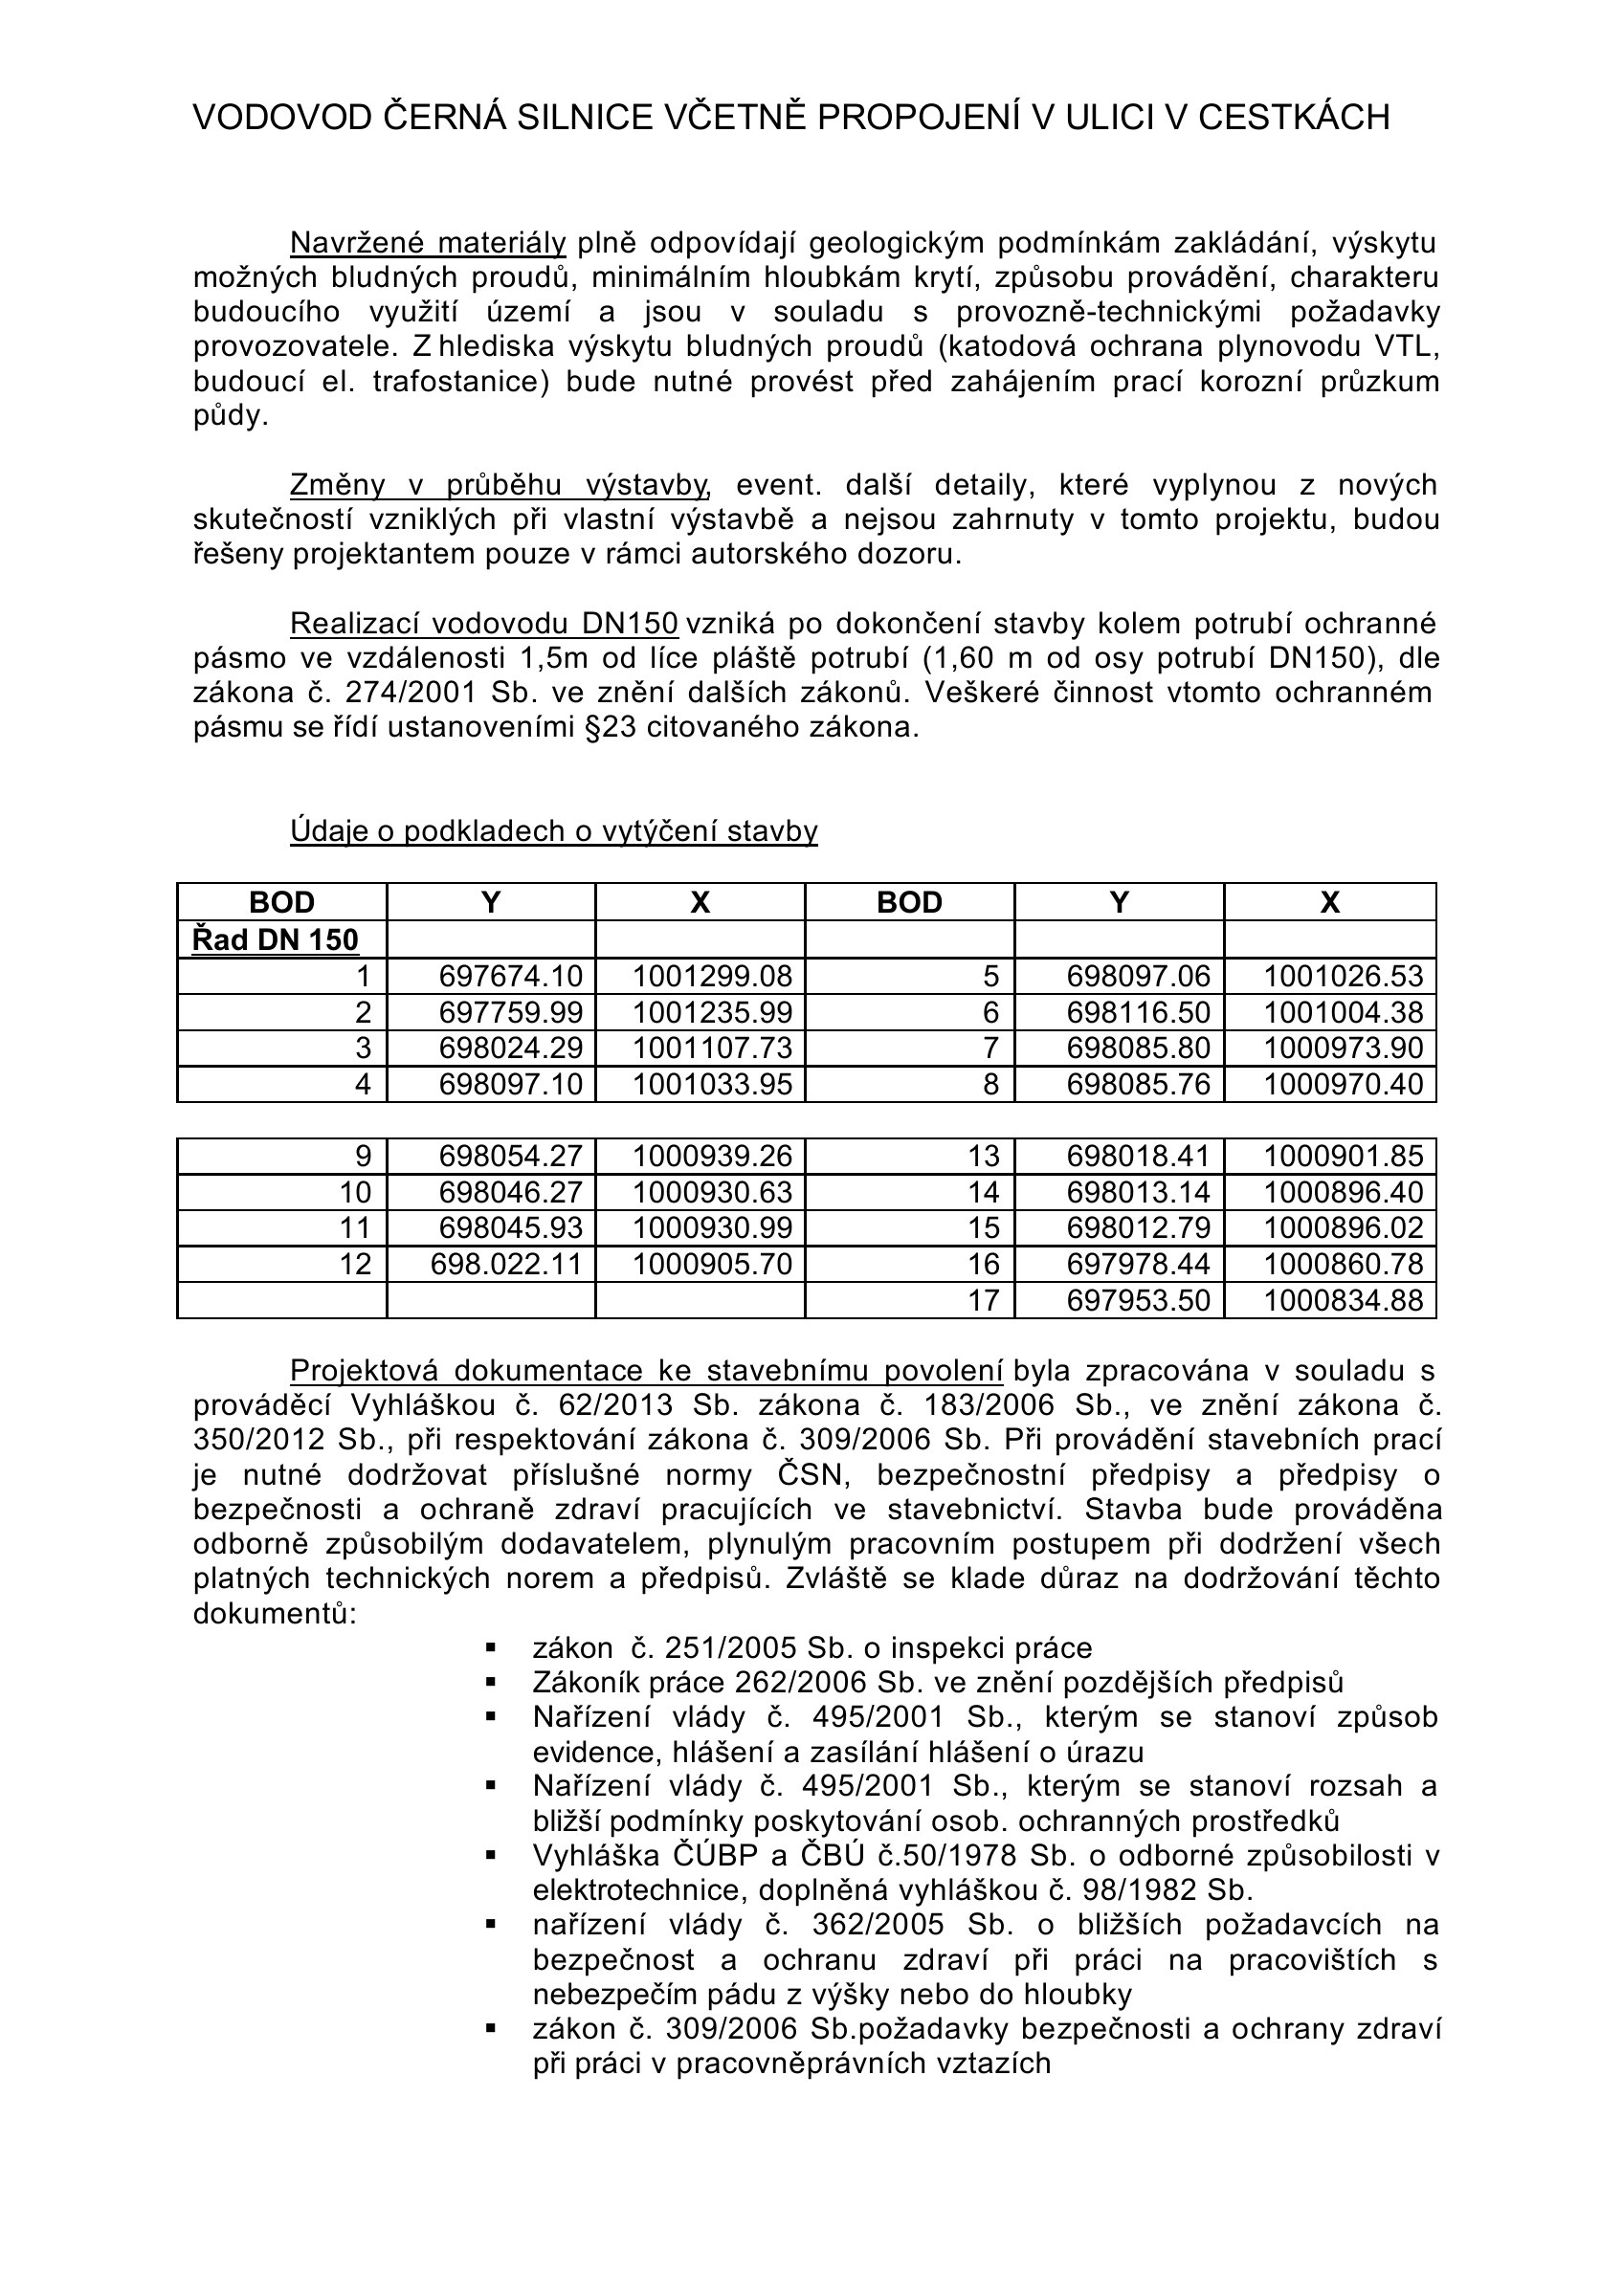 VODOVOD ČERNÁ SILNICE VČETNĚ PROPOJENÍ V ULICI V CESTKÁCH
Navržené materiály plně odpovídají geologickým podmínkám zakládání, výskytu
možných bludných proudů, minimálním hloubkám krytí, způsobu provádění, charakteru
budoucího využití území a jsou v souladu s provozně-technickými požadavky
provozovatele. Z hlediska výskytu bludných proudů (katodová ochrana plynovodu VTL,
budoucí el. trafostanice) bude nutné provést před zahájením prací korozní průzkum
půdy.
Změny v průběhu výstavby, event. další detaily, které vyplynou z nových
skutečností vzniklých při vlastní výstavbě a nejsou zahrnuty v tomto projektu, budou
řešeny projektantem pouze v rámci autorského dozoru.
Realizací vodovodu DN150 vzniká po dokončení stavby kolem potrubí ochranné
pásmo ve vzdálenosti 1,5m od líce pláště potrubí (1,60 m od osy potrubí DN150), dle
zákona č. 274/2001 Sb. ve znění dalších zákonů. Veškeré činnost vtomto ochranném
pásmu se řídí ustanoveními §23 citovaného zákona.
Údaje o podkladech o vytýčení stavby
BOD Y X BOD Y X
Řad DN 150
1 697674.10 1001299.08 5 698097.06 1001026.53
2 697759.99 1001235.99 6 698116.50 1001004.38
3 698024.29 1001107.73 7 698085.80 1000973.90
4 698097.10 1001033.95 8 698085.76 1000970.40
9 698054.27 1000939.26 13 698018.41 1000901.85
10 698046.27 1000930.63 14 698013.14 1000896.40
11 698045.93 1000930.99 15 698012.79 1000896.02
12 698.022.11 1000905.70 16 697978.44 1000860.78
17 697953.50 1000834.88
Projektová dokumentace ke stavebnímu povolení byla zpracována v souladu s
prováděcí Vyhláškou č. 62/2013 Sb. zákona č. 183/2006 Sb., ve znění zákona č.
350/2012 Sb., při respektování zákona č. 309/2006 Sb. Při provádění stavebních prací
je nutné dodržovat příslušné normy ČSN, bezpečnostní předpisy a předpisy o
bezpečnosti a ochraně zdraví pracujících ve stavebnictví. Stavba bude prováděna
odborně způsobilým dodavatelem, plynulým pracovním postupem při dodržení všech
platných technických norem a předpisů. Zvláště se klade důraz na dodržování těchto
dokumentů:
▪ zákon č. 251/2005 Sb. o inspekci práce
▪ Zákoník práce 262/2006 Sb. ve znění pozdějších předpisů
▪ Nařízení vlády č. 495/2001 Sb., kterým se stanoví způsob
evidence, hlášení a zasílání hlášení o úrazu
▪ Nařízení vlády č. 495/2001 Sb., kterým se stanoví rozsah a
bližší podmínky poskytování osob. ochranných prostředků
▪ Vyhláška ČÚBP a ČBÚ č.50/1978 Sb. o odborné způsobilosti v
elektrotechnice, doplněná vyhláškou č. 98/1982 Sb.
▪ nařízení vlády č. 362/2005 Sb. o bližších požadavcích na
bezpečnost a ochranu zdraví při práci na pracovištích s
nebezpečím pádu z výšky nebo do hloubky
▪ zákon č. 309/2006 Sb.požadavky bezpečnosti a ochrany zdraví
při práci v pracovněprávních vztazích